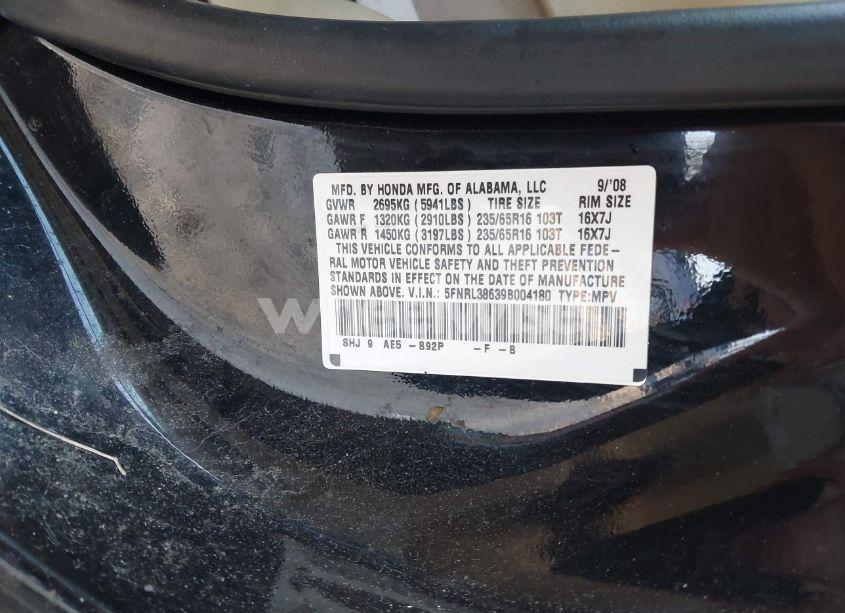 MFD. BY HONDA MFG. OF ALABAMA, LLC 9/'08
GVWR 2695KG (5941LBS) TIRE SIZE RIM SIZE
GAWR F 1320KG (2910LBS) 235/65R16 103T 16X7J
GAWR R 1450KG (3197LBS) 235/65R16 103T 16X7J
THIS VEHICLE CONFORMS TO ALL APPLICABLE FEDE-
RAL MOTOR VEHICLE SAFETY AND THEFT PREVENTION
STANDARDS IN EFFECT ON THE DATE OF MANUFACTURE
SHOWN ABOVE. V.I.N.: 5FNRL38639B004180 TYPE:MPV
SHJ 9 AE5 -B92P -F -B